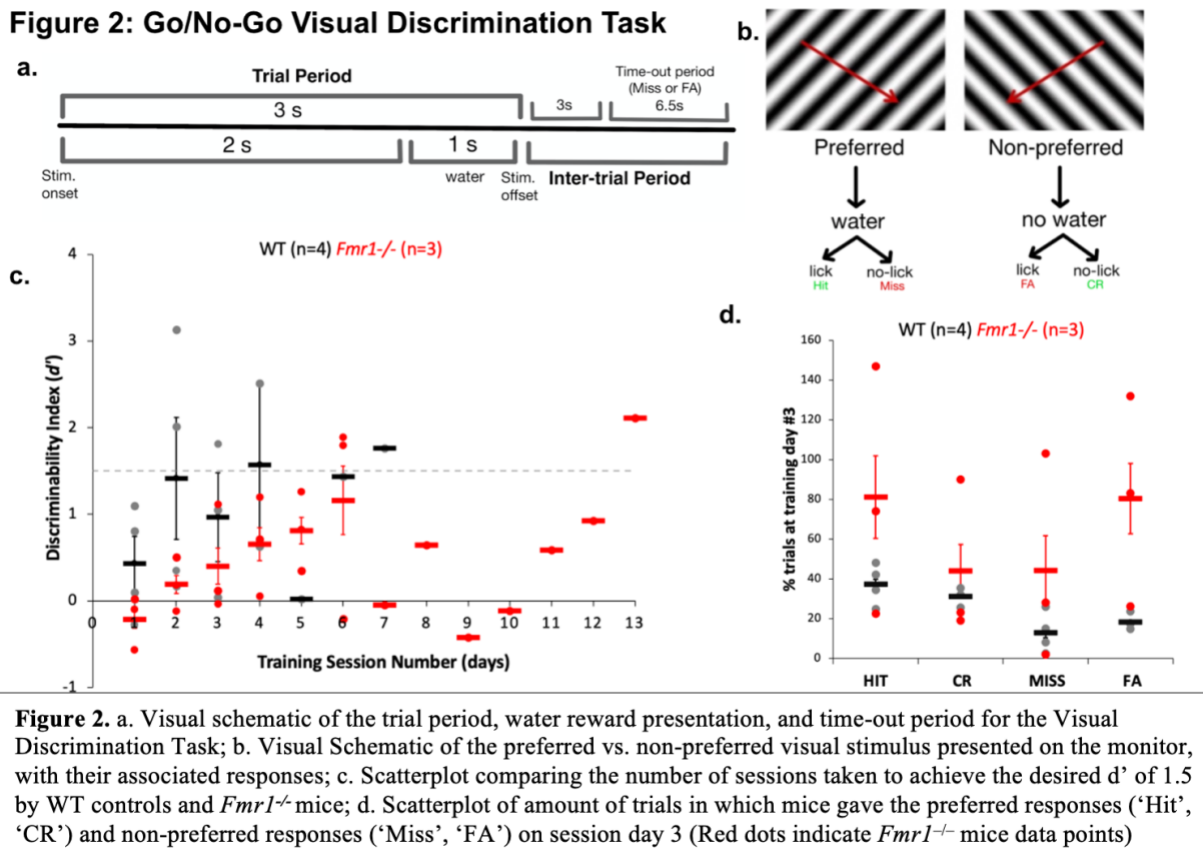 Figure 2: Go/No-Go Visual Discrimination Task
a.
Trial Period
Time-out period
(Miss or FA)
3 s
3s
6.5s
2 s
1 s
Stim.
onset
water
Stim.
offset
Inter-trial Period
b.
Preferred
Non-preferred
water
no water
lick
Hit
no-lick
Miss
lick
FA
no-lick
CR
c.
WT (n=4) Fmr1-/- (n=3)
Discriminability Index (d')
4
3
2
1
0
-1
0 1 2 3 4 5 6 7 8 9 10 11 12 13
Training Session Number (days)
d.
WT (n=4) Fmr1-/- (n=3)
% trials at training day #3
160
140
120
100
80
60
40
20
0
HIT CR MISS FA
Figure 2. a. Visual schematic of the trial period, water reward presentation, and time-out period for the Visual
Discrimination Task; b. Visual Schematic of the preferred vs. non-preferred visual stimulus presented on the monitor,
with their associated responses; c. Scatterplot comparing the number of sessions taken to achieve the desired d’ of 1.5
by WT controls and Fmr1-/- mice; d. Scatterplot of amount of trials in which mice gave the preferred responses (‘Hit’,
‘CR’) and non-preferred responses (‘Miss’, ‘FA’) on session day 3 (Red dots indicate Fmr1–/– mice data points)